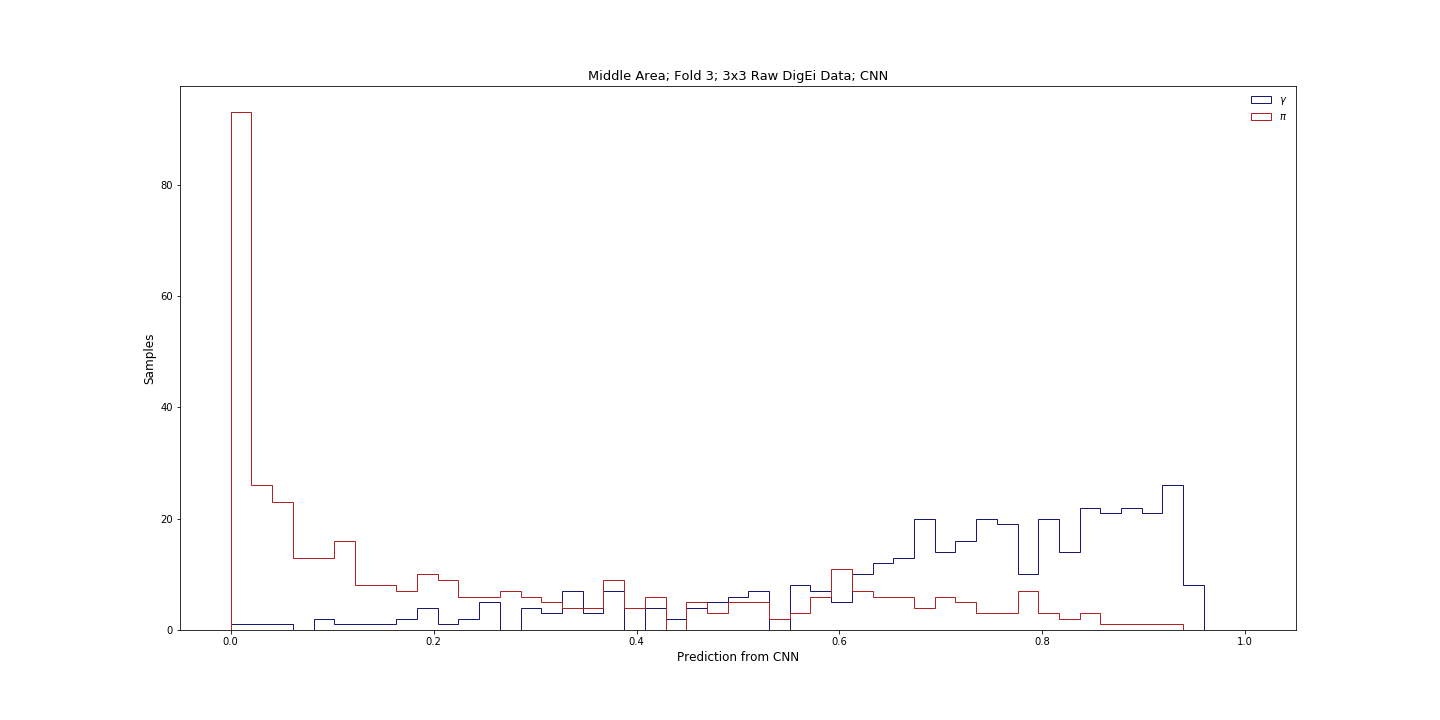 Middle Area; Fold 3; 3x3 Raw DigEi Data; CNN
γ
π
Samples
80
60
40
20
0
0.0 0.2 0.4 0.6 0.8 1.0
Prediction from CNN